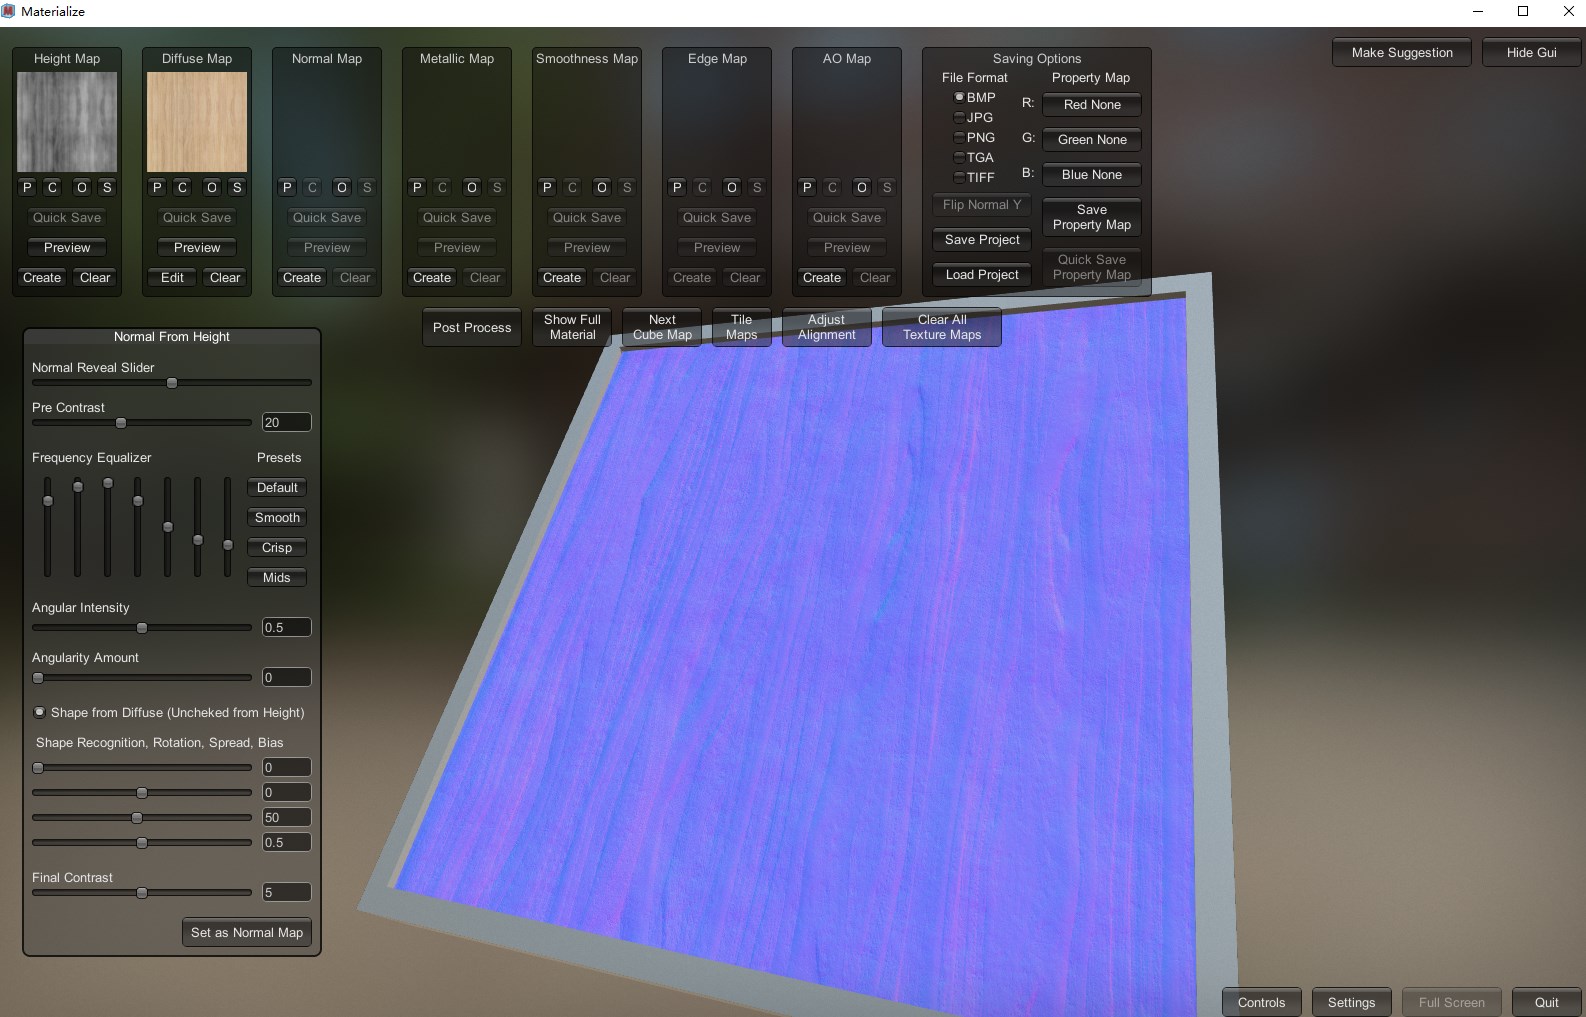 Materialize
Height Map
P C O S
Quick Save
Preview
Create Clear
Diffuse Map
P C O S
Quick Save
Preview
Edit Clear
Normal Map
P C O S
Quick Save
Preview
Create Clear
Metallic Map
P C O S
Quick Save
Preview
Create Clear
Smoothness Map
P C O S
Quick Save
Preview
Create Clear
Edge Map
P C O S
Quick Save
Preview
Create Clear
AO Map
P C O S
Quick Save
Preview
Create Clear
Saving Options
File Format
BMP
JPG
PNG
TGA
TIFF
Flip Normal Y
Save Project
Load Project
Property Map
R: Red None
G: Green None
B: Blue None
Save
Property Map
Quick Save
Property Map
Make Suggestion
Hide Gui
Post Process
Show Full
Material
Next
Cube Map
Tile
Maps
Adjust
Alignment
Clear All
Texture Maps
Normal From Height
Normal Reveal Slider
Pre Contrast
20
Frequency Equalizer
Presets
Default
Smooth
Crisp
Mids
Angular Intensity
0.5
Angularity Amount
0
Shape from Diffuse (Uncheked from Height)
Shape Recognition, Rotation, Spread, Bias
0
0
50
0.5
Final Contrast
5
Set as Normal Map
Controls
Settings
Full Screen
Quit